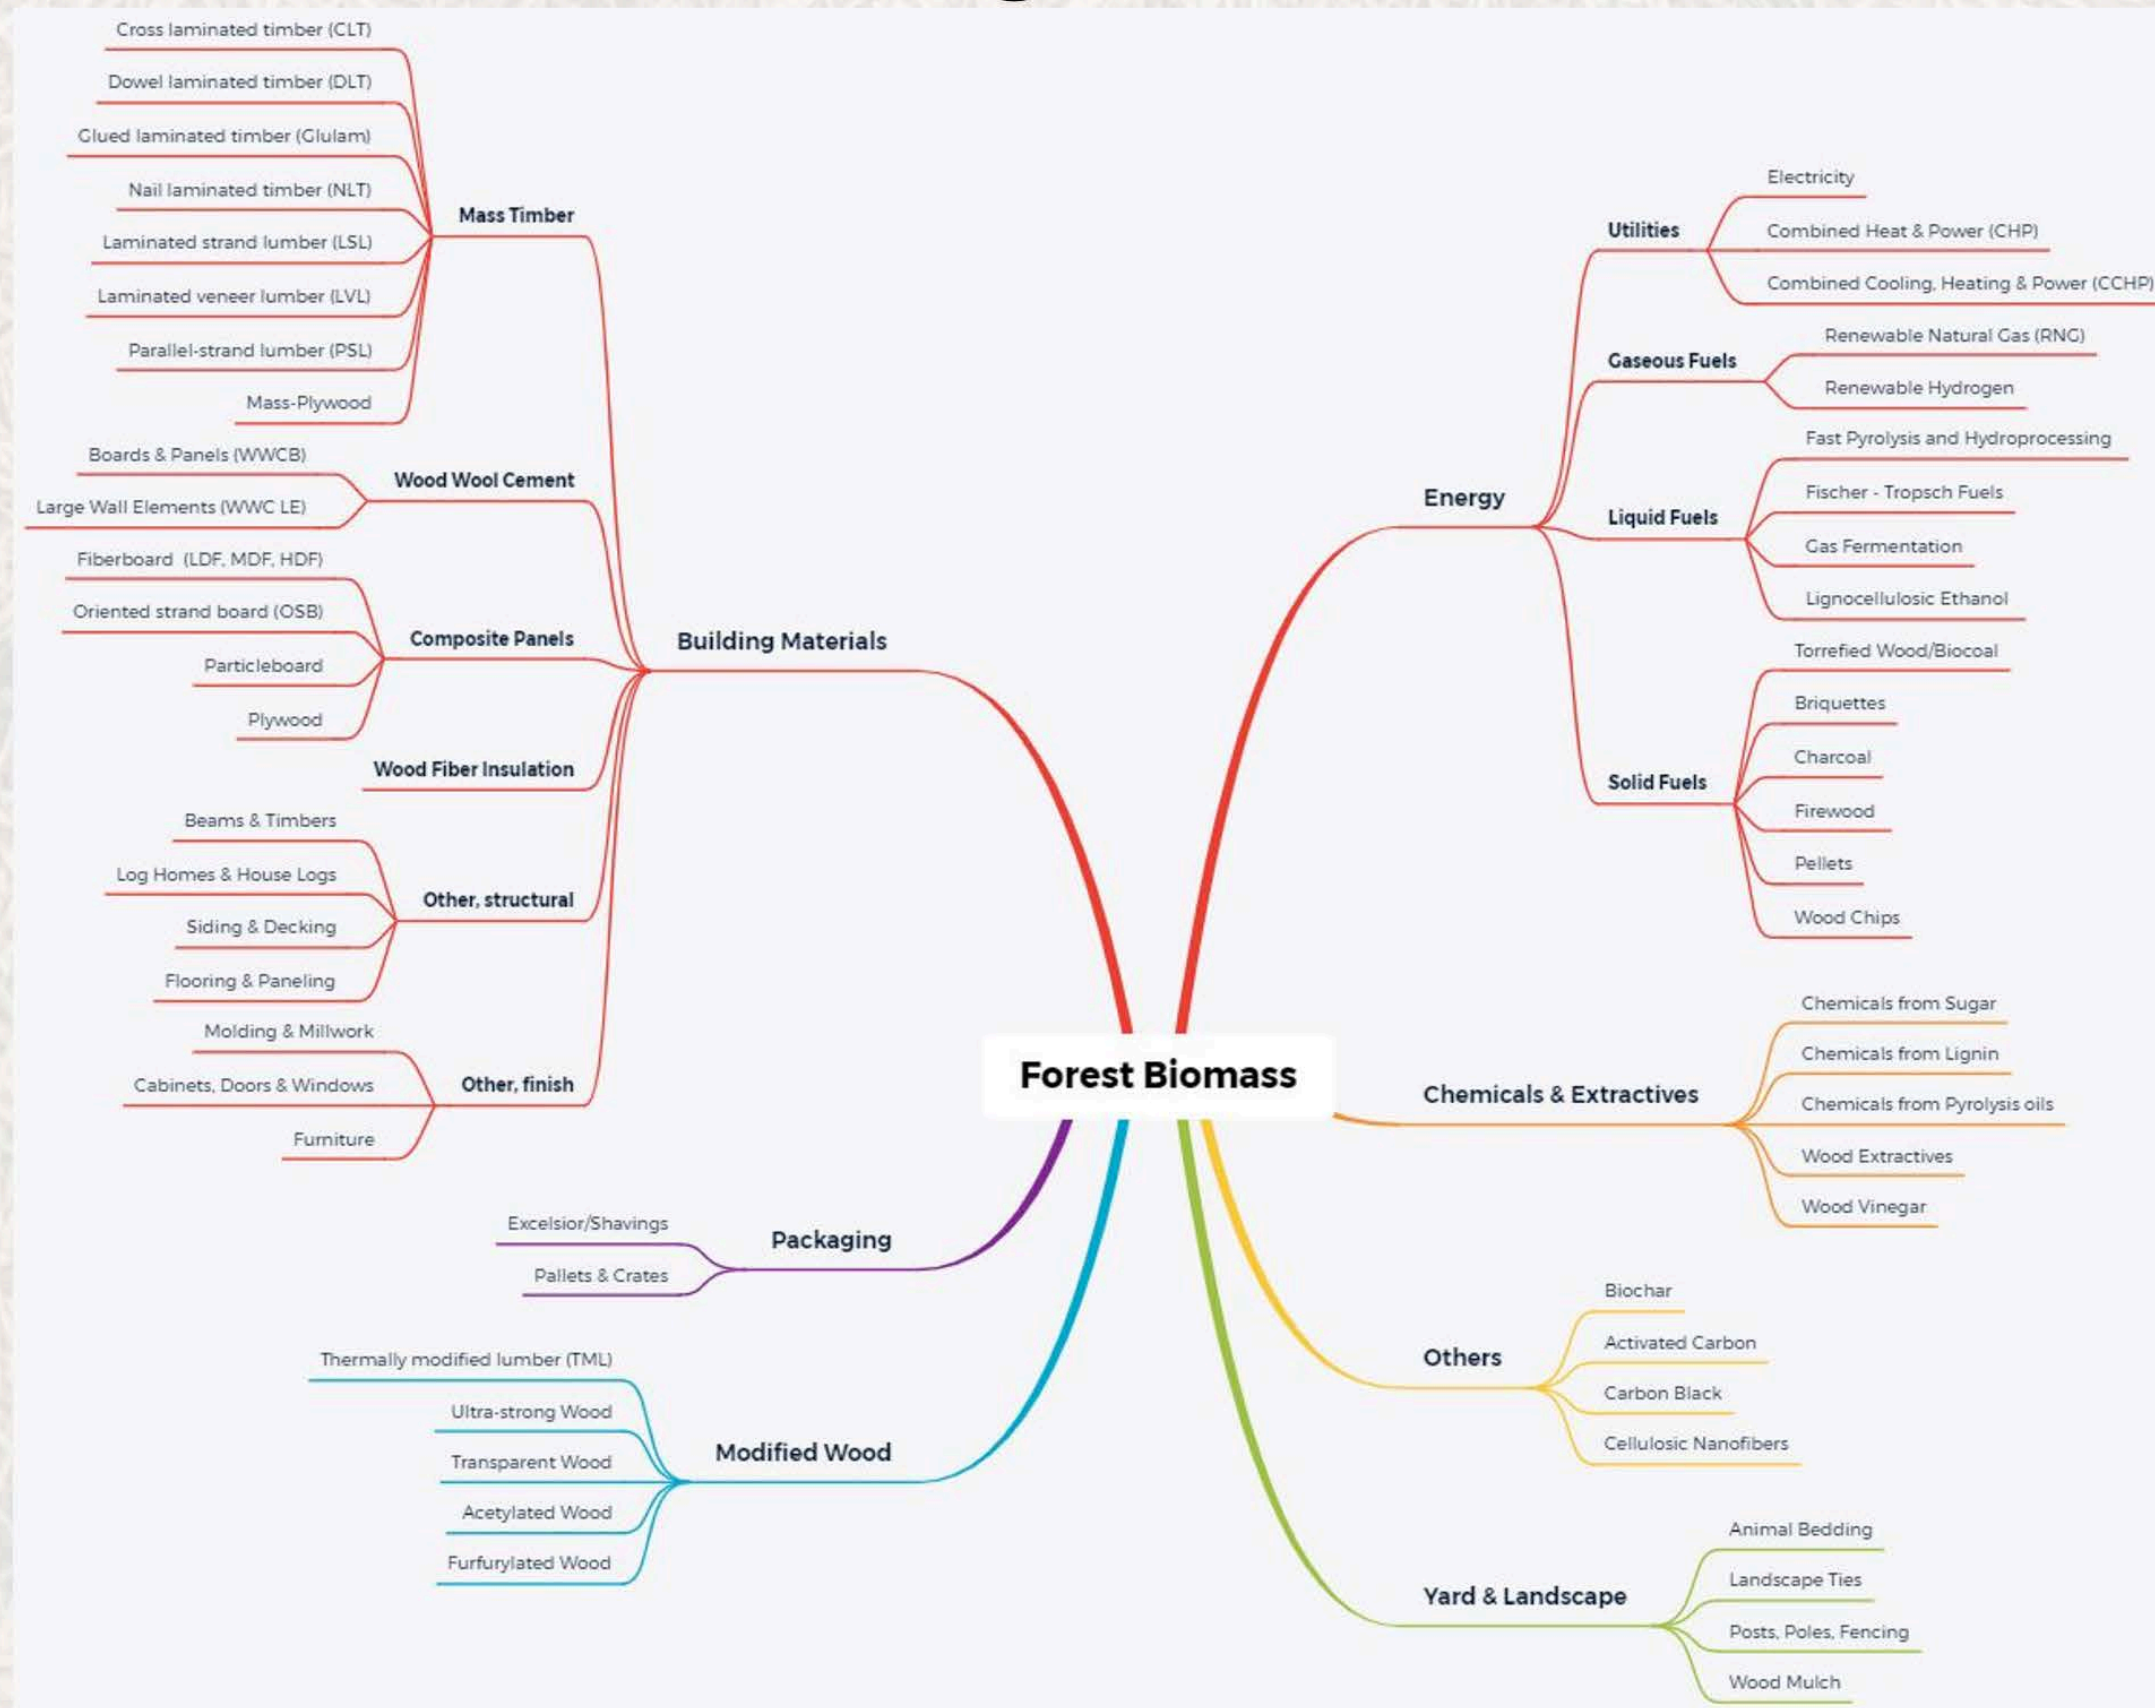 Cross laminated timber (CLT)
Dowel laminated timber (DLT)
Glued laminated timber (Glulam)
Nail laminated timber (NLT)
Laminated strand lumber (LSL)
Laminated veneer lumber (LVL)
Parallel-strand lumber (PSL)
Mass-Plywood
Mass Timber
Boards & Panels (WWCB)
Large Wall Elements (WWC LE)
Wood Wool Cement
Fiberboard (LDF, MDF, HDF)
Oriented strand board (OSB)
Particleboard
Plywood
Composite Panels
Wood Fiber Insulation
Beams & Timbers
Log Homes & House Logs
Siding & Decking
Flooring & Paneling
Other, structural
Molding & Millwork
Cabinets, Doors & Windows
Furniture
Other, finish
Building Materials
Excelsior/Shavings
Pallets & Crates
Packaging
Thermally modified lumber (TML)
Ultra-strong Wood
Transparent Wood
Acetylated Wood
Furfurylated Wood
Modified Wood
Forest Biomass
Energy
Utilities
Electricity
Combined Heat & Power (CHP)
Combined Cooling, Heating & Power (CCHP)
Gaseous Fuels
Renewable Natural Gas (RNG)
Renewable Hydrogen
Liquid Fuels
Fast Pyrolysis and Hydroprocessing
Fischer - Tropsch Fuels
Gas Fermentation
Lignocellulosic Ethanol
Solid Fuels
Torrefied Wood/Biocoal
Briquettes
Charcoal
Firewood
Pellets
Wood Chips
Chemicals & Extractives
Chemicals from Sugar
Chemicals from Lignin
Chemicals from Pyrolysis oils
Wood Extractives
Wood Vinegar
Others
Biochar
Activated Carbon
Carbon Black
Cellulosic Nanofibers
Yard & Landscape
Animal Bedding
Landscape Ties
Posts, Poles, Fencing
Wood Mulch